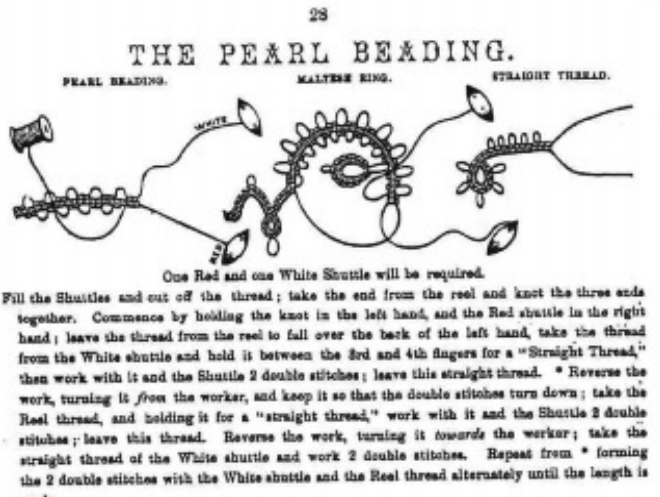 28
THE PEARL BEADING.
PEARL BEADING. MALTESE RING. STRAIGHT THREAD.
WHITE
RED
One Red and one White Shuttle will be required.
Fill the Shuttles and cut off the thread; take the end from the reel and knot the three ends
together. Commence by holding the knot in the left hand, and the Red shuttle in the right
hand; leave the thread from the reel to fall over the back of the left hand, take the thread
from the White shuttle and hold it between the 3rd and 4th fingers for a "Straight Thread,"
then work with it and the Shuttle 2 double stitches; leave this straight thread. * Reverse the
work, turning it from the worker, and keep it so that the double stitches turn down; take the
Reel thread, and holding it for a "straight thread," work with it and the Shuttle 2 double
stitches; leave this thread. Reverse the work, turning it towards the worker; take the
straight thread of the White shuttle and work 2 double stitches. Repeat from * forming
the 2 double stitches with the White shuttle and the Reel thread alternately until the length is